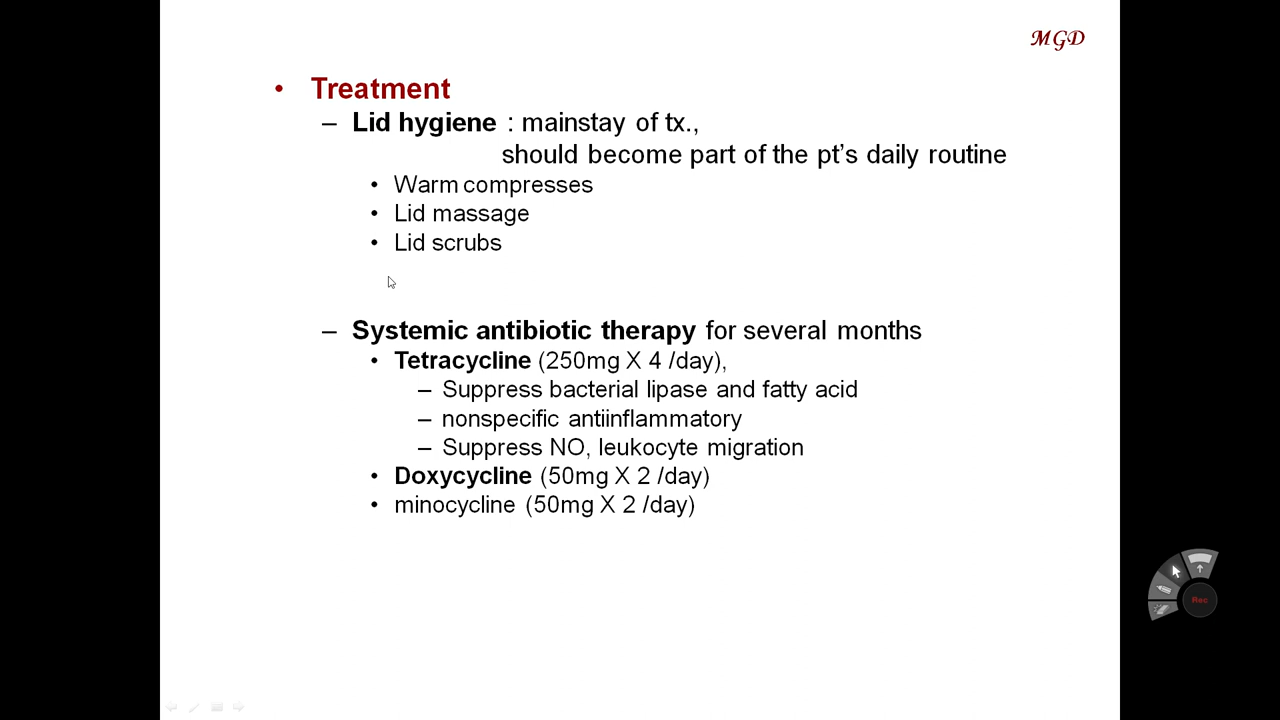 MGD
• Treatment
– Lid hygiene : mainstay of tx.,
should become part of the pt’s daily routine
• Warm compresses
• Lid massage
• Lid scrubs
– Systemic antibiotic therapy for several months
• Tetracycline (250mg X 4 /day),
– Suppress bacterial lipase and fatty acid
– nonspecific antiinflammatory
– Suppress NO, leukocyte migration
• Doxycycline (50mg X 2 /day)
• minocycline (50mg X 2 /day)
Rec